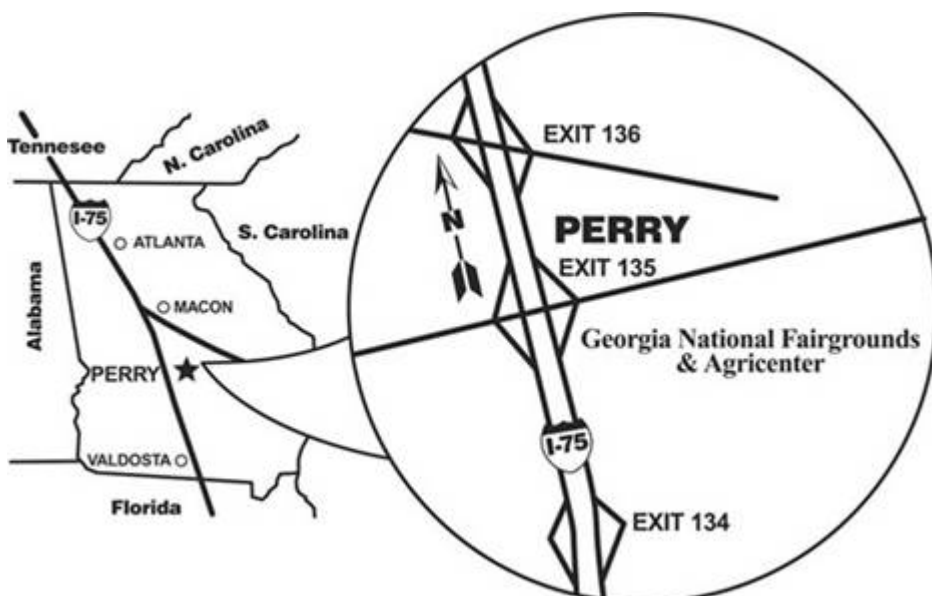 Tennessee
N. Carolina
I-75
ATLANTA
S. Carolina
Alabama
MACON
PERRY
VALDOSTA
Florida
EXIT 136
N
PERRY
EXIT 135
Georgia National Fairgrounds
& Agricenter
I-75
EXIT 134